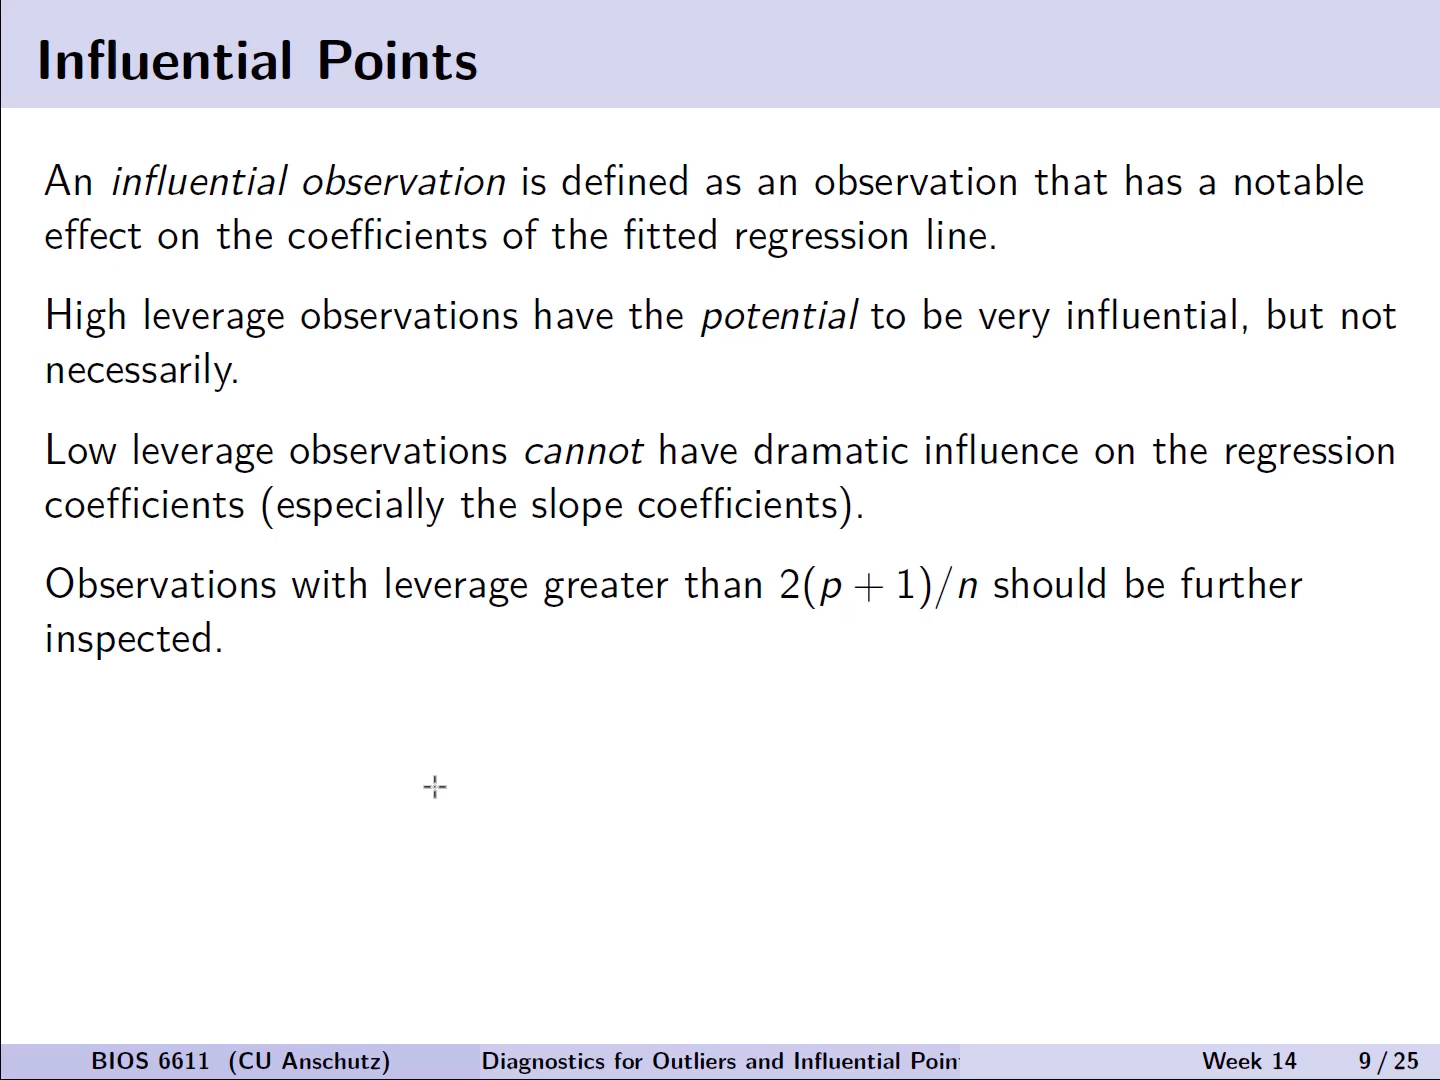 Influential Points
An influential observation is defined as an observation that has a notable
effect on the coefficients of the fitted regression line.
High leverage observations have the potential to be very influential, but not
necessarily.
Low leverage observations cannot have dramatic influence on the regression
coefficients (especially the slope coefficients).
Observations with leverage greater than 2(p + 1)/n should be further
inspected.
BIOS 6611 (CU Anschutz) Diagnostics for Outliers and Influential Poin Week 14 9 / 25